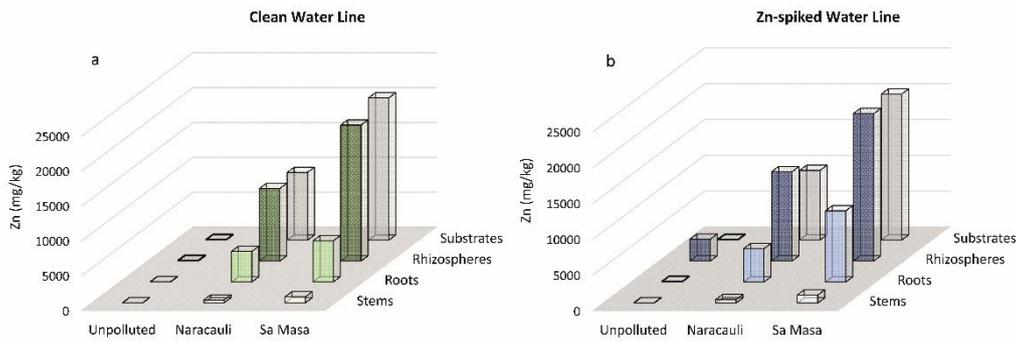 Clean Water Line
a
Zn (mg/kg)
25000
20000
15000
10000
5000
0
Unpolluted Naracauli Sa Masa
Substrates
Rhizospheres
Roots
Stems
Zn-spiked Water Line
b
Zn (mg/kg)
25000
20000
15000
10000
5000
0
Unpolluted Naracauli Sa Masa
Substrates
Rhizospheres
Roots
Stems